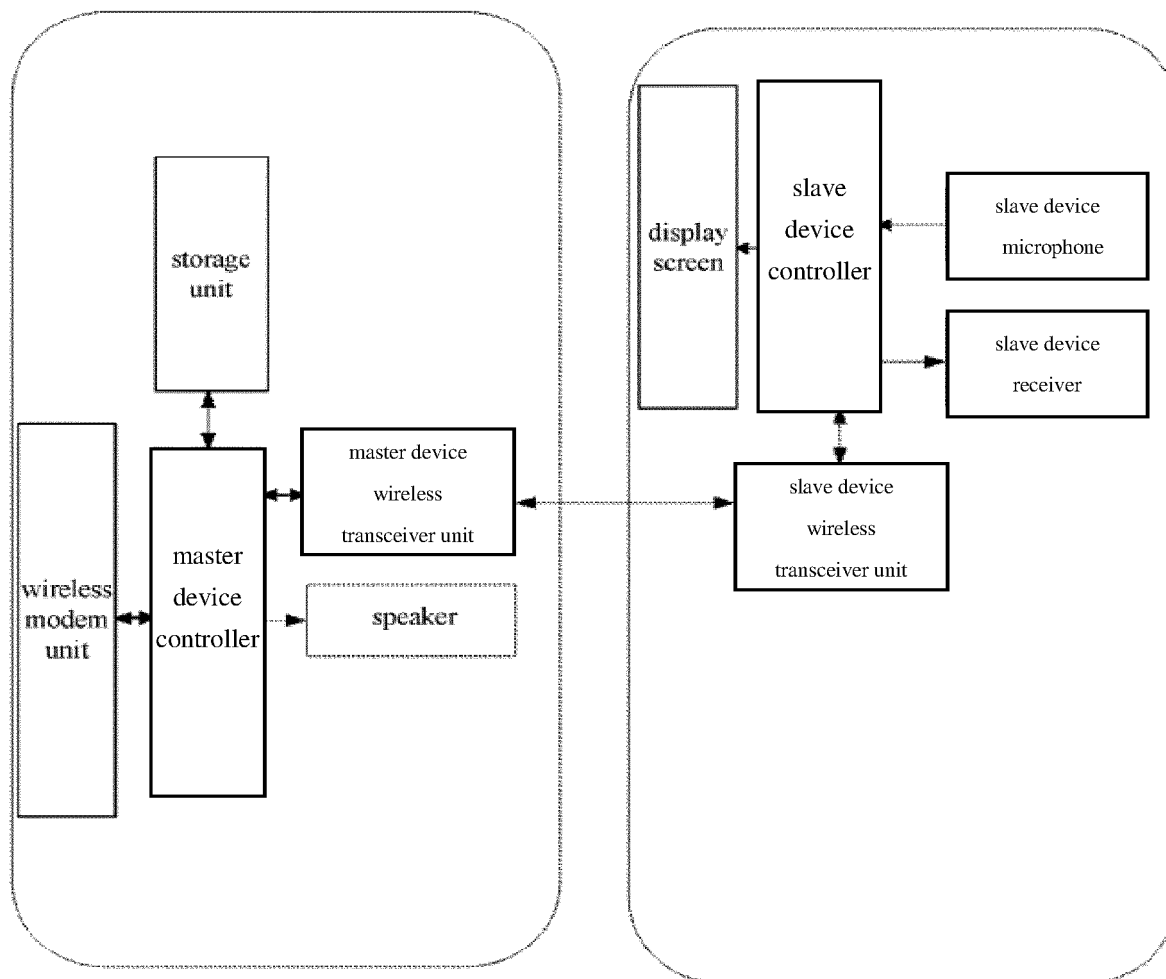 storage
unit
wireless
modem
unit
master
device
controller
master device
wireless
transceiver unit
speaker
display
screen
slave
device
controller
slave device
microphone
slave device
receiver
slave device
wireless
transceiver unit